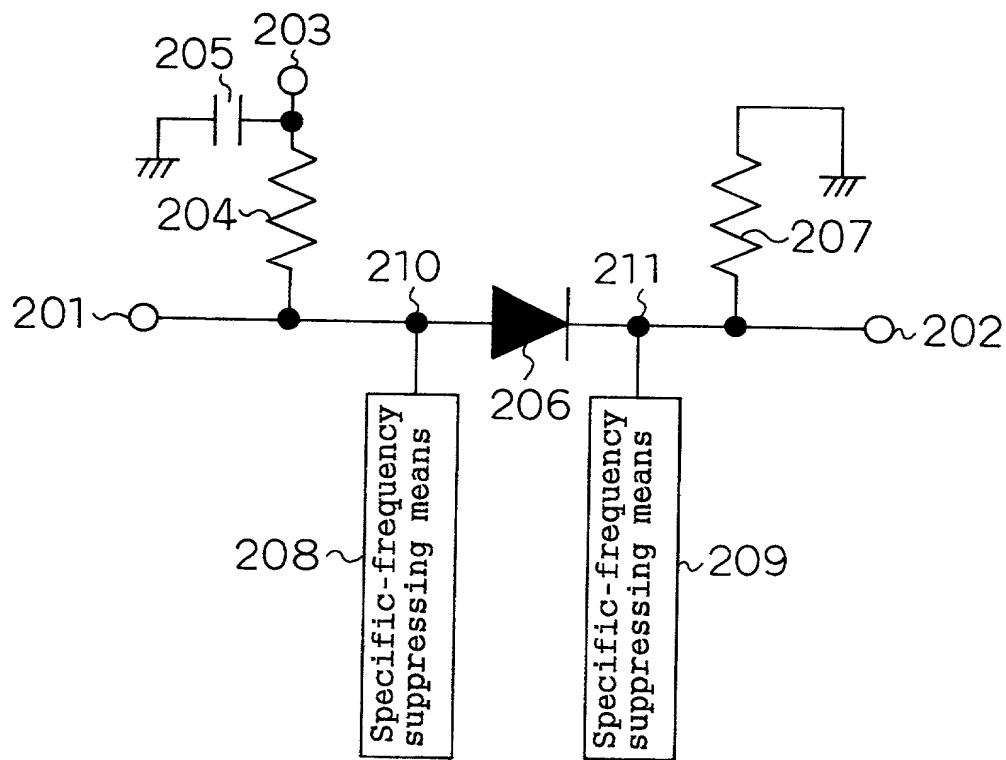 203
205
204
207
210
211
201
202
206
Specific-frequency
suppressing means
208
Specific-frequency
suppressing means
209